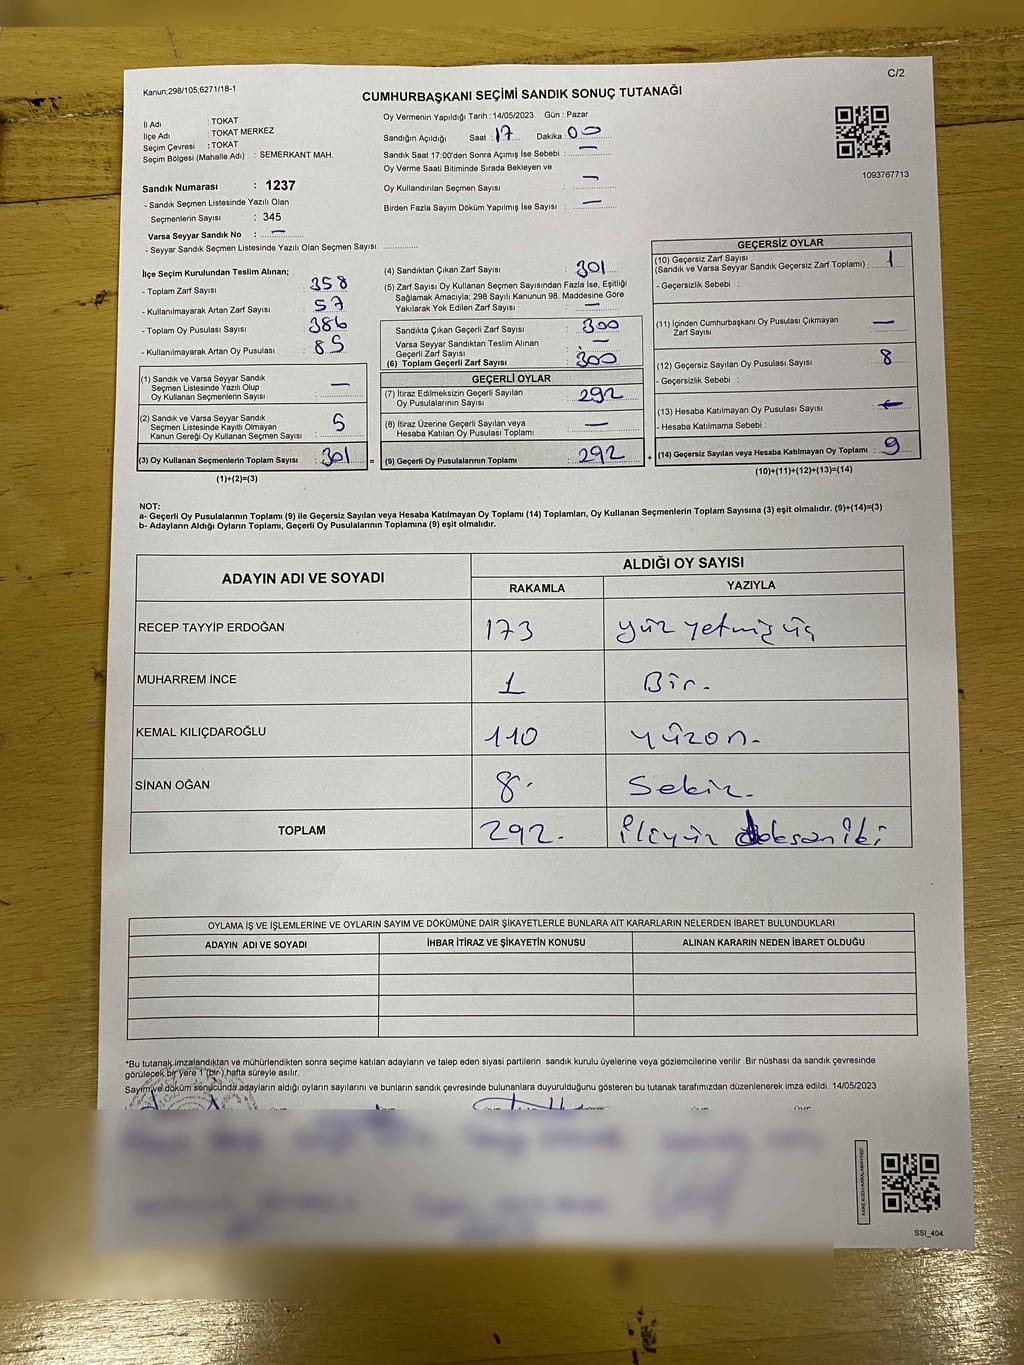 C/2
Kanun;298/105,6271/18-1
CUMHURBAŞKANI SEÇİMİ SANDIK SONUÇ TUTANAĞI
İl Adı : TOKAT
İlçe Adı : TOKAT MERKEZ
Seçim Çevresi : TOKAT
Seçim Bölgesi (Mahalle Adı) : SEMERKANT MAH.
Sandık Numarası : 1237
- Sandık Seçmen Listesinde Yazılı Olan
Seçmenlerin Sayısı : 345
Varsa Seyyar Sandık No : —
- Seyyar Sandık Seçmen Listesinde Yazılı Olan Seçmen Sayısı: ..............
Oy Vermenin Yapıldığı Tarih : 14/05/2023 Gün : Pazar
Sandığın Açıldığı Saat : 17 Dakika : 00
Sandık Saat 17:00'den Sonra Açımış İse Sebebi : —
Oy Verme Saati Bitiminde Sırada Bekleyen ve
Oy Kullandırılan Seçmen Sayısı : —
Birden Fazla Sayım Döküm Yapılmış İse Sayısı : —
1093767713
İlçe Seçim Kurulundan Teslim Alınan;
- Toplam Zarf Sayısı : 358
- Kullanılmayarak Artan Zarf Sayısı : 57
- Toplam Oy Pusulası Sayısı : 386
- Kullanılmayarak Artan Oy Pusulası : 85
(1) Sandık ve Varsa Seyyar Sandık
Seçmen Listesinde Yazılı Olup
Oy Kullanan Seçmenlerin Sayısı : —
(2) Sandık ve Varsa Seyyar Sandık
Seçmen Listesinde Kayıtlı Olmayan
Kanun Gereği Oy Kullanan Seçmen Sayısı : 5
(3) Oy Kullanan Seçmenlerin Toplam Sayısı : 301
(1)+(2)=(3)
(4) Sandıktan Çıkan Zarf Sayısı : 301
(5) Zarf Sayısı Oy Kullanan Seçmen Sayısından Fazla İse, Eşitliği
Sağlamak Amacıyla; 298 Sayılı Kanunun 98. Maddesine Göre
Yakılarak Yok Edilen Zarf Sayısı : —
Sandıkta Çıkan Geçerli Zarf Sayısı : 300
Varsa Seyyar Sandıktan Teslim Alınan
Geçerli Zarf Sayısı : —
(6) Toplam Geçerli Zarf Sayısı : 300
GEÇERLİ OYLAR
(7) İtiraz Edilmeksizin Geçerli Sayılan
Oy Pusulalarının Sayısı : 292
(8) İtiraz Üzerine Geçerli Sayılan veya
Hesaba Katılan Oy Pusulası Toplamı : —
= (9) Geçerli Oy Pusulalarının Toplamı : 292
GEÇERSİZ OYLAR
(10) Geçersiz Zarf Sayısı
(Sandık ve Varsa Seyyar Sandık Geçersiz Zarf Toplamı) : 1
- Geçersizlik Sebebi :
(11) İçinden Cumhurbaşkanı Oy Pusulası Çıkmayan
Zarf Sayısı : —
(12) Geçersiz Sayılan Oy Pusulası Sayısı : 8
- Geçersizlik Sebebi :
(13) Hesaba Katılmayan Oy Pusulası Sayısı : —
- Hesaba Katılmama Sebebi :
+ (14) Geçersiz Sayılan veya Hesaba Katılmayan Oy Toplamı : 9
(10)+(11)+(12)+(13)=(14)
NOT:
a- Geçerli Oy Pusulalarının Toplamı (9) ile Geçersiz Sayılan veya Hesaba Katılmayan Oy Toplamı (14) Toplamları, Oy Kullanan Seçmenlerin Toplam Sayısına (3) eşit olmalıdır. (9)+(14)=(3)
b- Adayların Aldığı Oyların Toplamı, Geçerli Oy Pusulalarının Toplamına (9) eşit olmalıdır.
ADAYIN ADI VE SOYADI
ALDIĞI OY SAYISI
RAKAMLA YAZIYLA
RECEP TAYYİP ERDOĞAN 173 yüz yetmiş üç
MUHARREM İNCE 1 Bir.
KEMAL KILIÇDAROĞLU 110 yüzon.
SİNAN OĞAN 8. Sekiz.
TOPLAM 292. ikiyüz doksan iki
OYLAMA İŞ VE İŞLEMLERİNE VE OYLARIN SAYIM VE DÖKÜMÜNE DAİR ŞİKAYETLERLE BUNLARA AİT KARARLARIN NELERDEN İBARET BULUNDUKLARI
ADAYIN ADI VE SOYADI İHBAR İTİRAZ VE ŞİKAYETİN KONUSU ALINAN KARARIN NEDEN İBARET OLDUĞU
*Bu tutanak imzalandıktan ve mühürlendikten sonra seçime katılan adayların ve talep eden siyasi partilerin sandık kurulu üyelerine veya gözlemcilerine verilir .Bir nüshası da sandık çevresinde
görülecek bir yere 1 (bir) hafta süreyle asılır.
Sayım ve döküm sonucunda adayların aldığı oyların sayılarını ve bunların sandık çevresinde bulunanlara duyurulduğunu gösteren bu tutanak tarafımızdan düzenlenerek imza edildi. 14/05/2023
KARE KODU KARALAMAYINIZ!
SSI_404